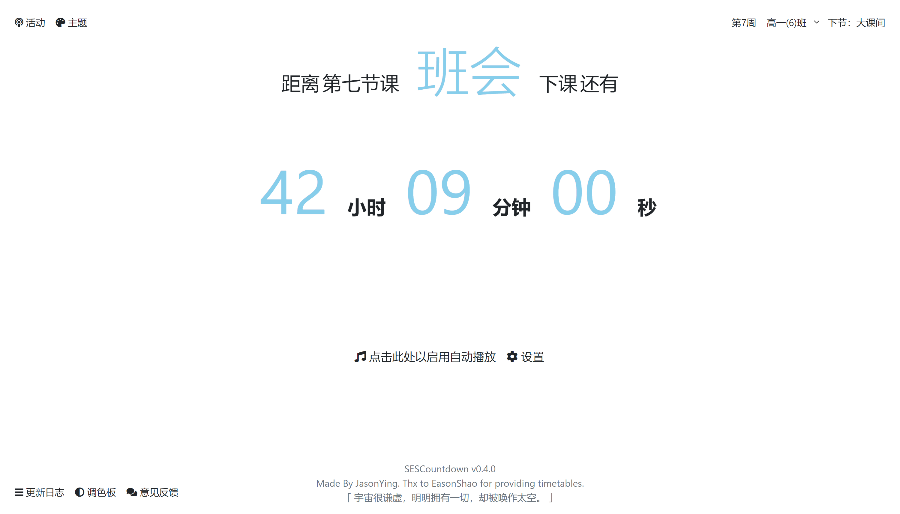 活动 主题
第7周 高一(6)班 下节：大课间
距离第七节课 班会 下课还有
42 小时 09 分钟 00 秒
点击此处以启用自动播放 设置
SESCountdown v0.4.0
Made By JasonYing. Thx to EasonShao for providing timetables.
「 宇宙很谦虚，明明拥有一切，却被唤作太空。 」
更新日志 调色板 意见反馈